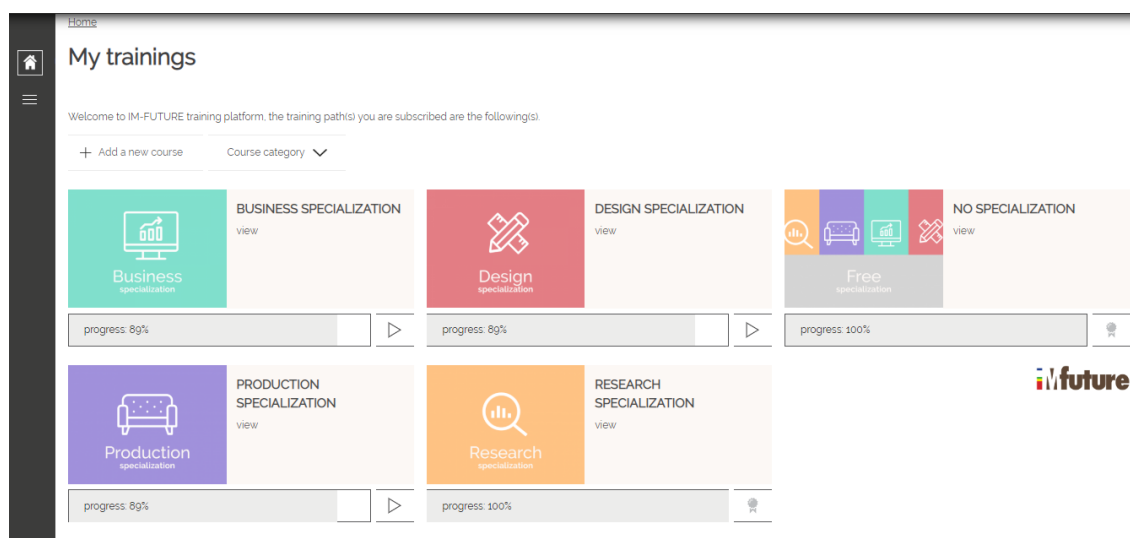 Home
My trainings
Welcome to IM-FUTURE training platform, the training path(s) you are subscribed are the following(s).
Add a new course
Course category
Business
specialization
BUSINESS SPECIALIZATION
view
Design
specialization
DESIGN SPECIALIZATION
view
Free
specialization
NO SPECIALIZATION
view
progress: 89%
progress: 89%
progress: 100%
Production
specialization
PRODUCTION
SPECIALIZATION
view
Research
specialization
RESEARCH
SPECIALIZATION
view
iMfuture
progress: 89%
progress: 100%